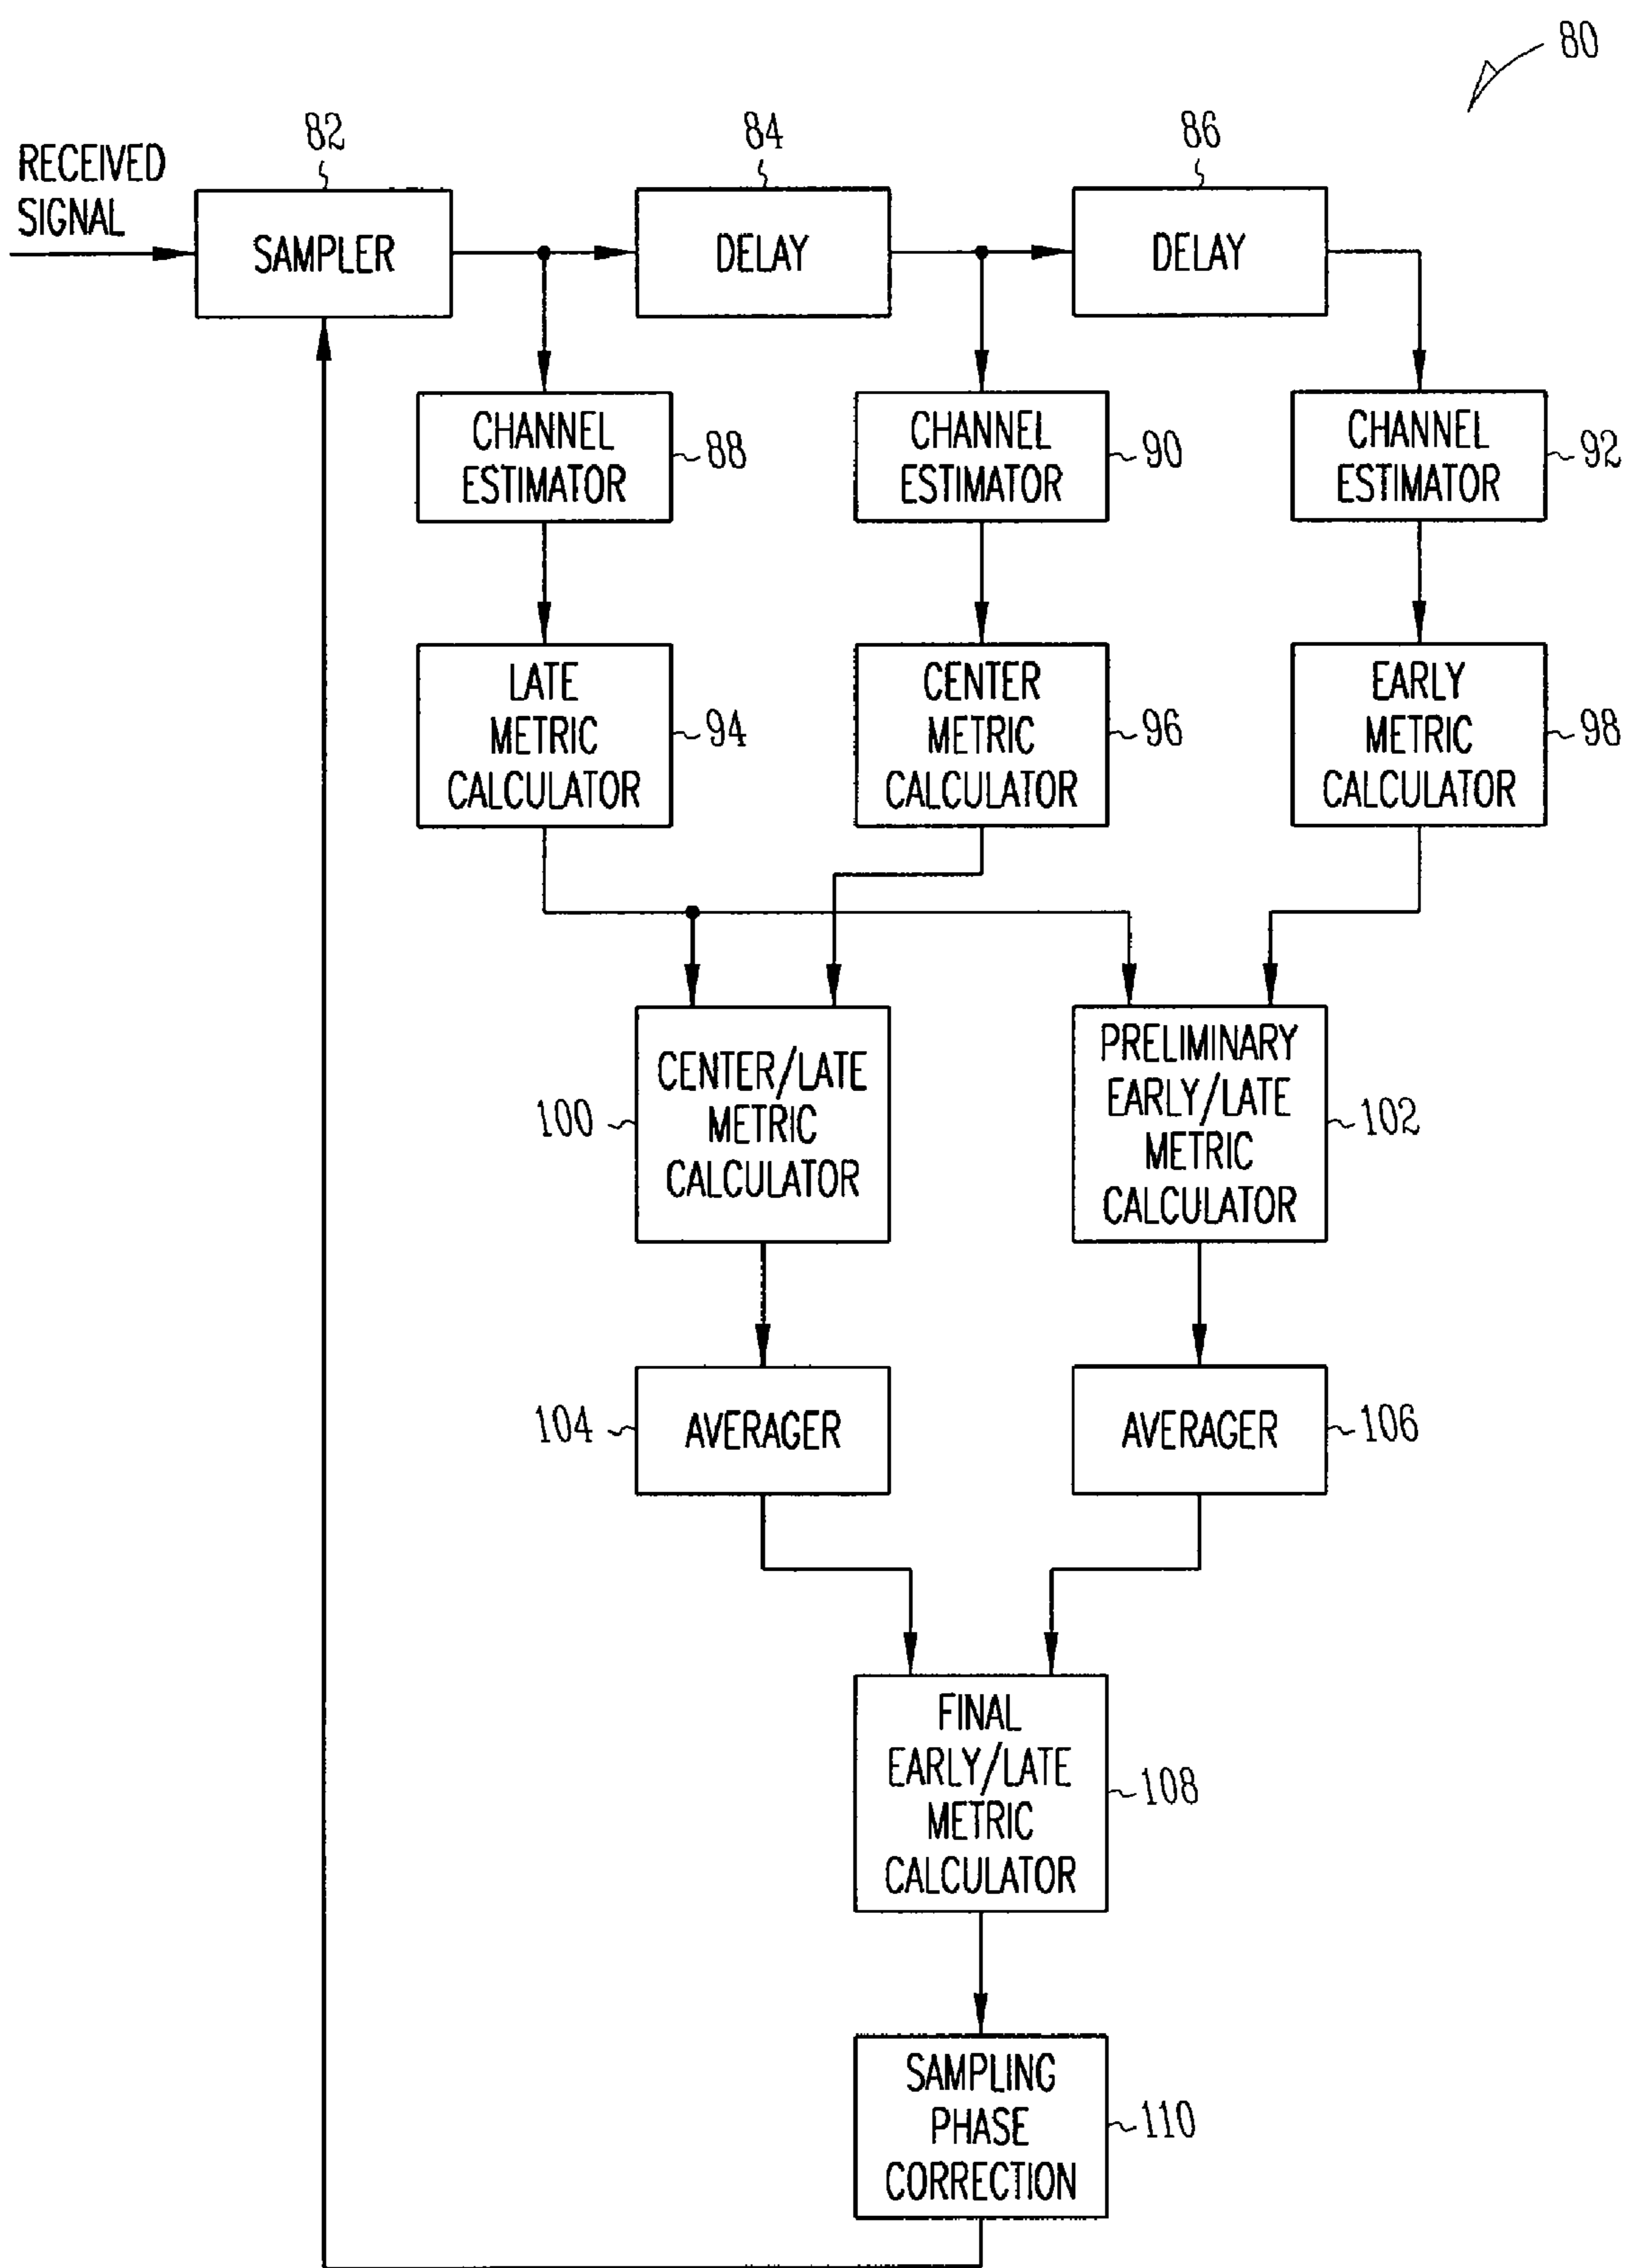 80
82
84
86
RECEIVED
SIGNAL
SAMPLER
DELAY
DELAY
CHANNEL
ESTIMATOR
88
CHANNEL
ESTIMATOR
90
CHANNEL
ESTIMATOR
92
LATE
METRIC
CALCULATOR
94
CENTER
METRIC
CALCULATOR
96
EARLY
METRIC
CALCULATOR
98
100
CENTER/LATE
METRIC
CALCULATOR
PRELIMINARY
EARLY/LATE
METRIC
CALCULATOR
102
104
AVERAGER
AVERAGER
106
FINAL
EARLY/LATE
METRIC
CALCULATOR
108
SAMPLING
PHASE
CORRECTION
110